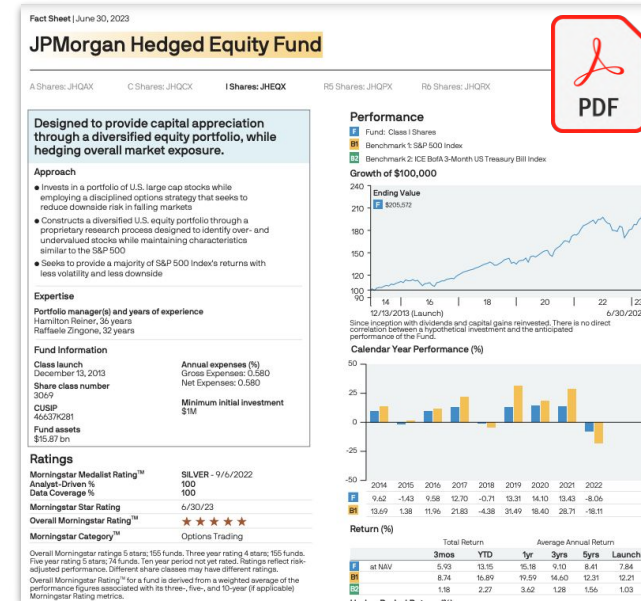 Fact Sheet | June 30, 2023
JPMorgan Hedged Equity Fund
A Shares: JHQAX C Shares: JHQCX I Shares: JHEQX R5 Shares: JHQPX R6 Shares: JHQRX
PDF
Designed to provide capital appreciation
through a diversified equity portfolio, while
hedging overall market exposure.
Approach
● Invests in a portfolio of U.S. large cap stocks while
employing a disciplined options strategy that seeks to
reduce downside risk in falling markets
● Constructs a diversified U.S. equity portfolio through a
proprietary research process designed to identify over- and
undervalued stocks while maintaining characteristics
similar to the S&P 500
● Seeks to provide a majority of S&P 500 Index's returns with
less volatility and less downside
Expertise
Portfolio manager(s) and years of experience
Hamilton Reiner, 36 years
Raffaele Zingone, 32 years
Fund Information
Class launch
December 13, 2013
Share class number
3069
CUSIP
46637K281
Fund assets
$15.87 bn
Annual expenses (%)
Gross Expenses: 0.580
Net Expenses: 0.580
Minimum initial investment
$1M
Ratings
Morningstar Medalist Rating™ SILVER - 9/6/2022
Analyst-Driven % 100
Data Coverage % 100
Morningstar Star Rating 6/30/23
Overall Morningstar Rating™ ★★★★★
Morningstar Category™ Options Trading
Overall Morningstar ratings 5 stars; 155 funds. Three year rating 4 stars; 155 funds.
Five year rating 5 stars; 74 funds. Ten year period not yet rated. Ratings reflect risk-
adjusted performance. Different share classes may have different ratings.
Overall Morningstar Rating™ for a fund is derived from a weighted average of the
performance figures associated with its three-, five-, and 10-year (if applicable)
Morningstar Rating metrics.
Performance
F Fund: Class I Shares
B1 Benchmark 1: S&P 500 Index
B2 Benchmark 2: ICE BofA 3-Month US Treasury Bill Index
Growth of $100,000
240
Ending Value
F $205,572
210
180
150
120
100
90
14 16 18 20 22 23
12/13/2013 (Launch) 6/30/202
Since inception with dividends and capital gains reinvested. There is no direct
correlation between a hypothetical investment and the anticipated
performance of the Fund.
Calendar Year Performance (%)
50
25
0
-25
-50
2014 2015 2016 2017 2018 2019 2020 2021 2022
F 9.62 -1.43 9.58 12.70 -0.71 13.31 14.10 13.43 -8.06
B1 13.69 1.38 11.96 21.83 -4.38 31.49 18.40 28.71 -18.11
Return (%)
Total Return Average Annual Return
3mos YTD 1yr 3yrs 5yrs Launch
F at NAV 5.93 13.15 15.18 9.10 8.41 7.84
B1 8.74 16.89 19.59 14.60 12.31 12.21
B2 1.18 2.27 3.62 1.28 1.56 1.03